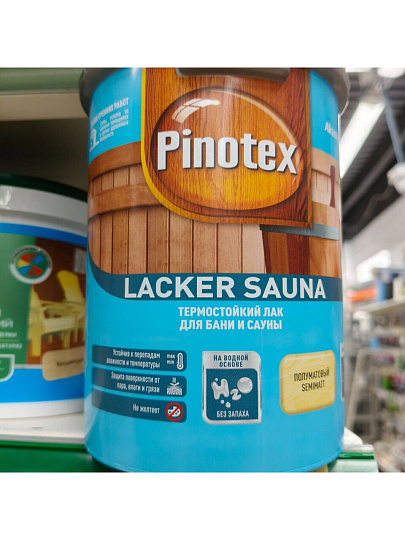 Pinotex
LACKER SAUNA
ТЕРМОСТОЙКИЙ ЛАК
ДЛЯ БАНИ И САУНЫ
Устойчив к перепадам
влажности и температуры
Защита поверхности от
пара, влаги и грязи
Не желтеет
НА ВОДНОЙ
ОСНОВЕ
H2O
БЕЗ ЗАПАХА
ПОЛУМАТОВЫЙ
SEMIMATT